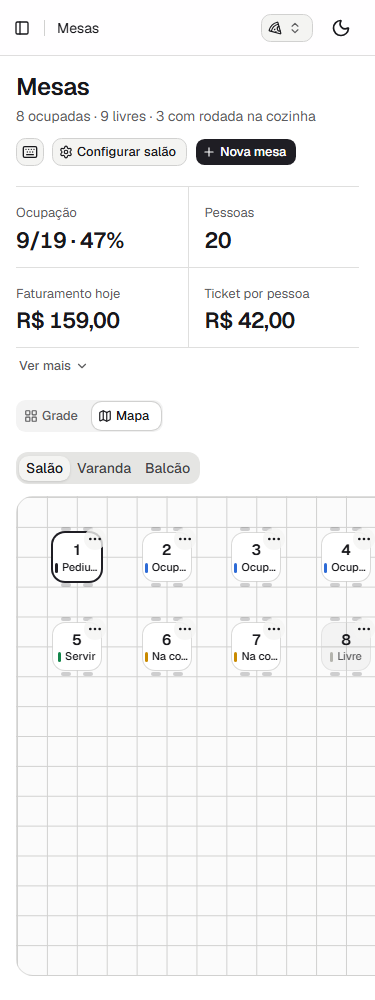 Mesas
Mesas
8 ocupadas · 9 livres · 3 com rodada na cozinha
Configurar salão
+ Nova mesa
Ocupação
9/19 · 47%
Pessoas
20
Faturamento hoje
R$ 159,00
Ticket por pessoa
R$ 42,00
Ver mais
Grade
Mapa
Salão
Varanda
Balcão
1
Pediu...
2
Ocup...
3
Ocup...
4
Ocup...
5
Servir
6
Na co...
7
Na co...
8
Livre